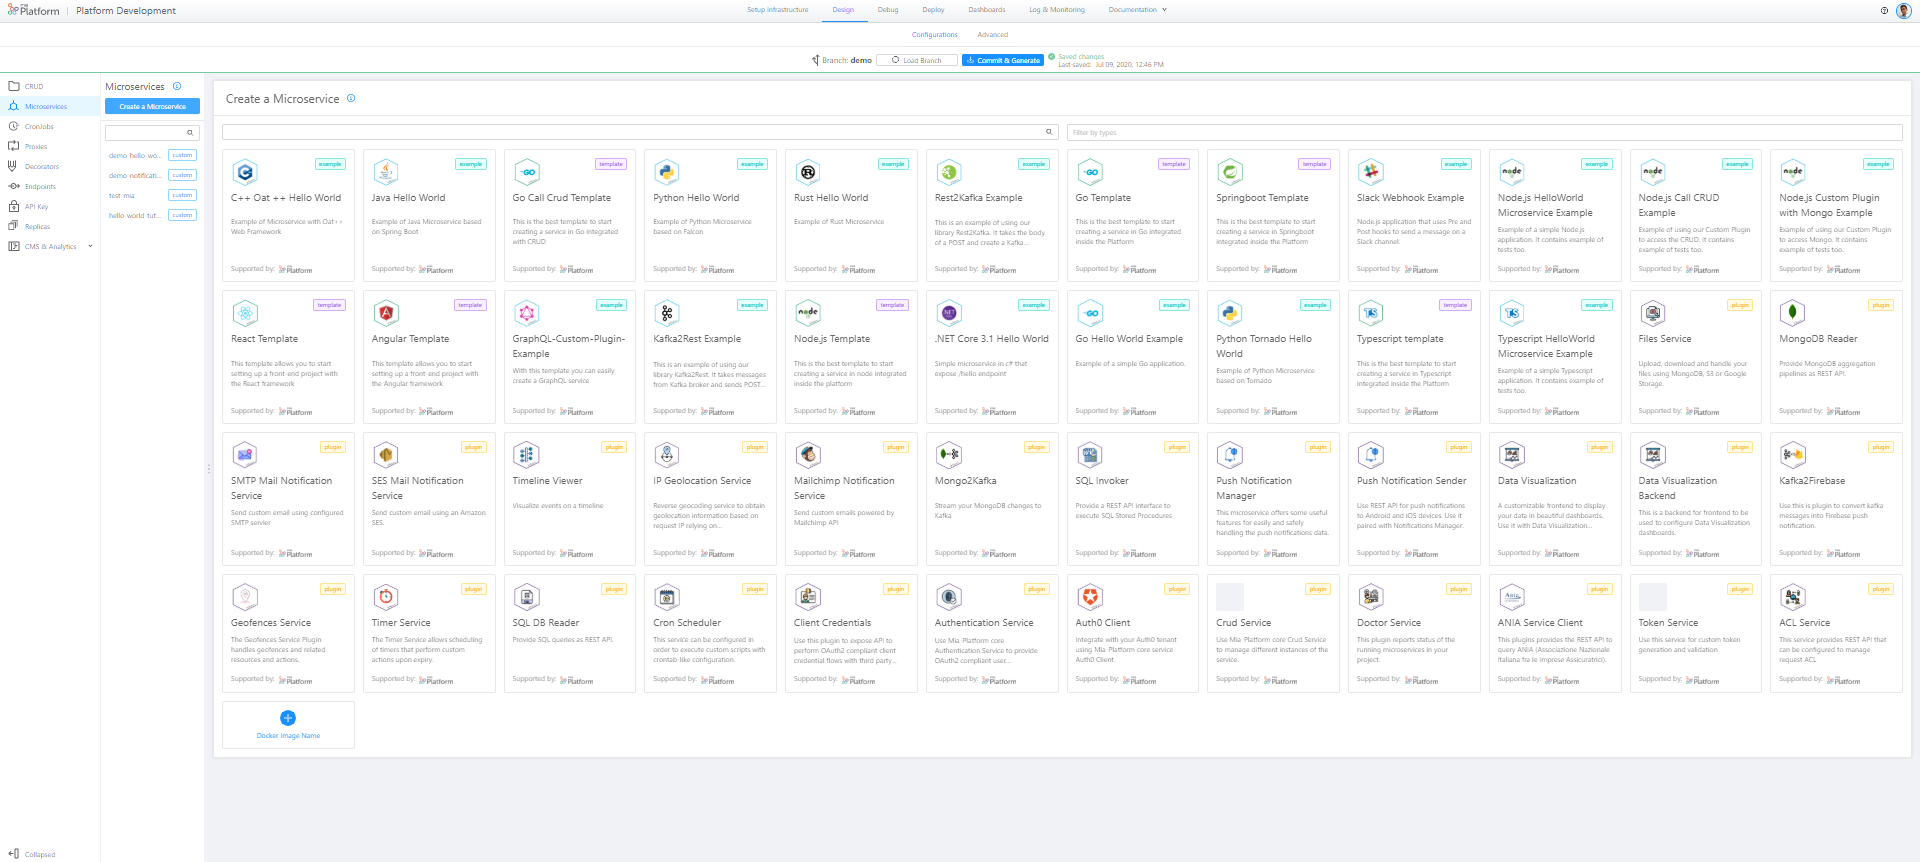 Platform | Platform Development
Setup Infrastructure Design Debug Deploy Dashboards Log & Monitoring Documentation
Configurations Advanced
Branch: demo Load Branch Commit & Generate Saved changes
Last saved: Jul 09, 2020, 12:46 PM
CRUD
Microservices
CronJobs
Proxies
Decorators
Endpoints
API Key
Replicas
CMS & Analytics
Collapsed
Microservices
Create a Microservice
demo hello wo... custom
demo notificati... custom
test mia custom
hello world tut... custom
Create a Microservice
Filter by types
example
C++ Oat ++ Hello World
Example of Microservice with Oat++
Web Framework
Supported by: Platform
example
Java Hello World
Example of Java Microservice based
on Spring Boot
Supported by: Platform
template
Go Call Crud Template
This is the best template to start
creating a service in Go integrated
with CRUD
Supported by: Platform
example
Python Hello World
Example of Python Microservice
based on Falcon
Supported by: Platform
example
Rust Hello World
Example of Rust Microservice
Supported by: Platform
example
Rest2Kafka Example
This is an example of using our
library Rest2Kafka. It takes the body
of a POST and create a Kafka...
Supported by: Platform
GO
template
Go Template
This is the best template to start
creating a service in Go integrated
inside the Platform
Supported by: Platform
template
Springboot Template
This is the best template to start
creating a service in Springboot
integrated inside the Platform
Supported by: Platform
example
Slack Webhook Example
Node.js application that uses Pre and
Post hooks to send a message on a
Slack channel.
Supported by: Platform
node
example
Node.js HelloWorld
Microservice Example
Example of a simple Node.js
application. It contains example of
tests too.
Supported by: Platform
node
example
Node.js Call CRUD
Example
Example of using our Custom Plugin
to access the CRUD. It contains
example of tests too.
Supported by: Platform
node
example
Node.js Custom Plugin
with Mongo Example
Example of using our Custom Plugin
to access Mongo. It contains
example of tests too.
Supported by: Platform
template
React Template
This template allows you to start
setting up a front-end project with
the React framework
Supported by: Platform
template
Angular Template
This template allows you to start
setting up a front-end project with
the Angular framework
Supported by: Platform
example
GraphQL-Custom-Plugin-
Example
With this template you can easily
create a GraphQL service
Supported by: Platform
example
Kafka2Rest Example
This is an example of using our
library Kafka2Rest. It takes messages
from Kafka broker and sends POST...
Supported by: Platform
node
template
Node.js Template
This is the best template to start
creating a service in node integrated
inside the platform
Supported by: Platform
.NET
example
.NET Core 3.1 Hello World
Simple microservice in c# that
expose /hello endpoint
Supported by: Platform
GO
example
Go Hello World Example
Example of a simple Go application.
Supported by: Platform
example
Python Tornado Hello
World
Example of Python Microservice
based on Tornado
Supported by: Platform
TS
template
Typescript template
This is the best template to start
creating a service in Typescript
integrated inside the Platform
Supported by: Platform
TS
example
Typescript HelloWorld
Microservice Example
Example of a simple Typescript
application. It contains example of
tests too.
Supported by: Platform
plugin
Files Service
Upload, download and handle your
files using MongoDB, S3 or Google
Storage.
Supported by: Platform
plugin
MongoDB Reader
Provide MongoDB aggregation
pipelines as REST API.
Supported by: Platform
plugin
SMTP Mail Notification
Service
Send custom email using configured
SMTP server
Supported by: Platform
plugin
SES Mail Notification
Service
Send custom email using an Amazon
SES.
Supported by: Platform
plugin
Timeline Viewer
Visualize events on a timeline
Supported by: Platform
plugin
IP Geolocation Service
Reverse geocoding service to obtain
geolocation information based on
request IP relying on...
Supported by: Platform
plugin
Mailchimp Notification
Service
Send custom emails powered by
Mailchimp API
Supported by: Platform
plugin
Mongo2Kafka
Stream your MongoDB changes to
Kafka
Supported by: Platform
plugin
SQL Invoker
Provide a REST API interface to
execute SQL Stored Procedures
Supported by: Platform
plugin
Push Notification
Manager
This microservice offers some useful
features for easily and safely
handling the push notifications data.
Supported by: Platform
plugin
Push Notification Sender
Use REST API for push notifications
to Android and iOS devices. Use it
paired with Notifications Manager.
Supported by: Platform
plugin
Data Visualization
A customizable frontend to display
your data in beautiful dashboards.
Use it with Data Visualization...
Supported by: Platform
plugin
Data Visualization
Backend
This is a backend for frontend to be
used to configure Data Visualization
dashboards.
Supported by: Platform
plugin
Kafka2Firebase
Use this is plugin to convert kafka
messages into Firebase push
notification.
Supported by: Platform
plugin
Geofences Service
The Geofences Service Plugin
handles geofences and related
resources and actions.
Supported by: Platform
plugin
Timer Service
The Timer Service allows scheduling
of timers that perform custom
actions upon expiry.
Supported by: Platform
plugin
SQL DB Reader
Provide SQL queries as REST API.
Supported by: Platform
plugin
Cron Scheduler
This service can be configured in
order to execute custom scripts with
crontab-like configuration.
Supported by: Platform
plugin
Client Credentials
Use this plugin to expose API to
perform OAuth2 compliant client
credential flows with third party...
Supported by: Platform
plugin
Authentication Service
Use Mia Platform core
Authentication Service to provide
OAuth2 compliant user...
Supported by: Platform
plugin
Auth0 Client
Integrate with your Auth0 tenant
using Mia Platform core service
Auth0 Client.
Supported by: Platform
plugin
Crud Service
Use Mia Platform core Crud Service
to manage different instances of the
service.
Supported by: Platform
plugin
Doctor Service
This plugin reports status of the
running microservices in your
project.
Supported by: Platform
Ania
plugin
ANIA Service Client
This plugins provides the REST API to
query ANIA (Associazione Nazionale
Italiana fra le Imprese Assicuratrici).
Supported by: Platform
plugin
Token Service
Use this service for custom token
generation and validation
Supported by: Platform
plugin
ACL Service
This service provides REST API that
can be configured to manage
request ACL
Supported by: Platform
Docker Image Name